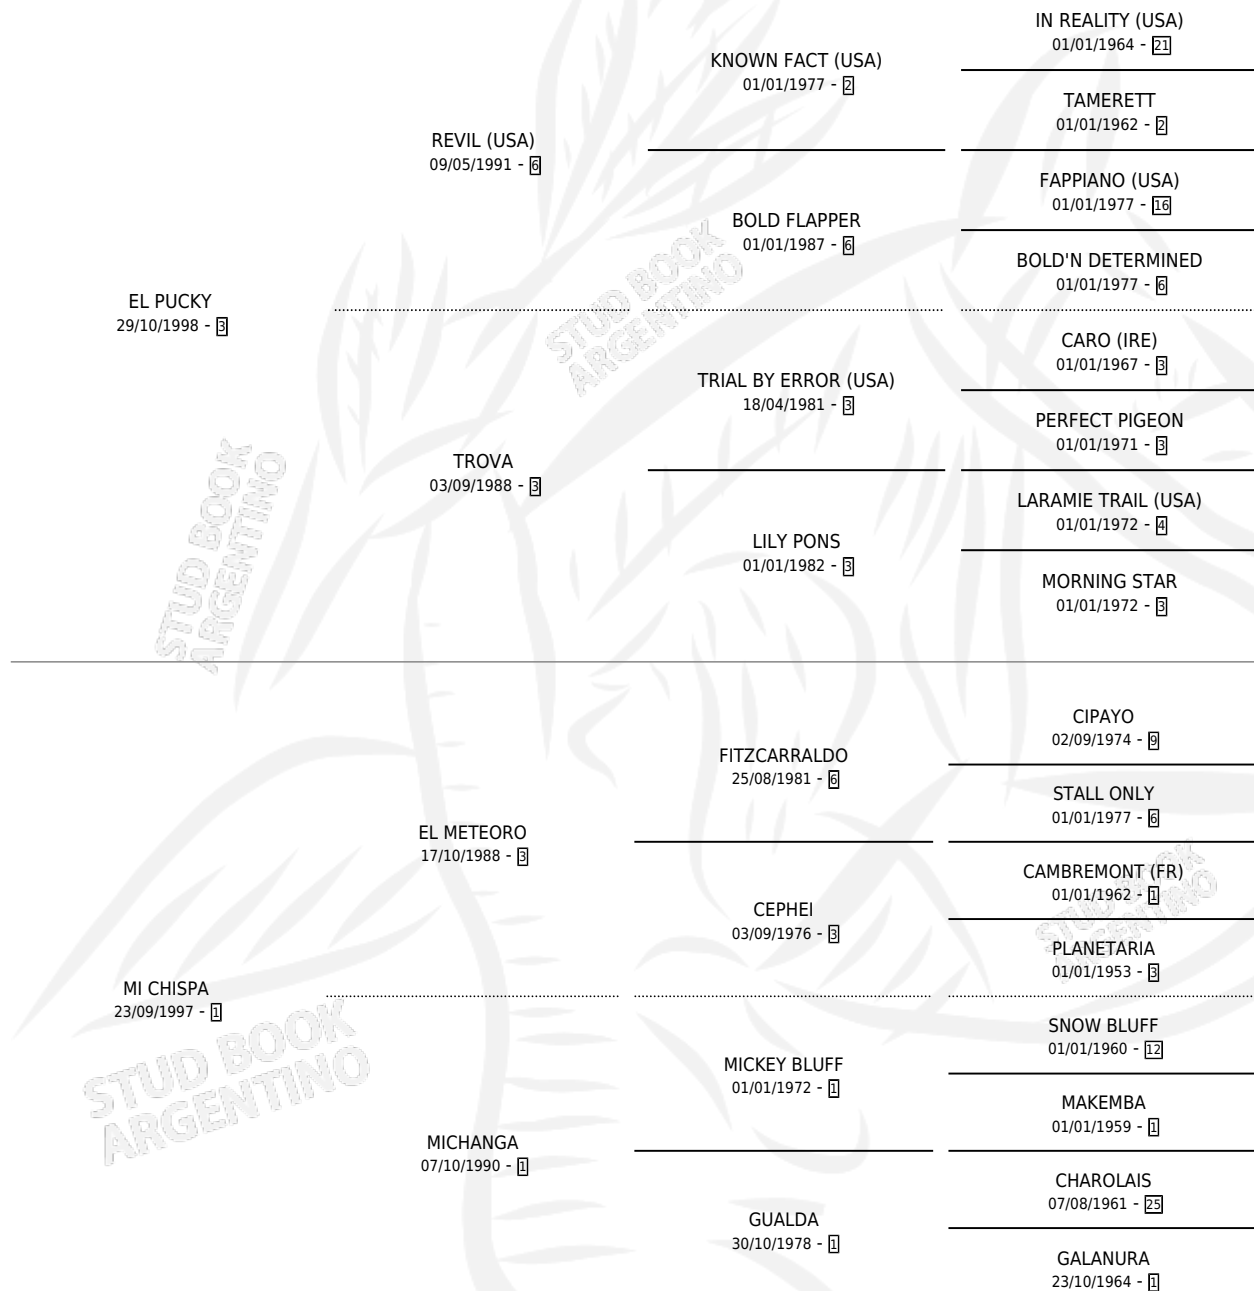 IN REALITY (USA)
01/01/1964 - 21
KNOWN FACT (USA)
01/01/1977 - 2
TAMERETT
01/01/1962 - 2
REVIL (USA)
09/05/1991 - 6
FAPPIANO (USA)
01/01/1977 - 16
BOLD FLAPPER
01/01/1987 - 6
BOLD'N DETERMINED
01/01/1977 - 6
EL PUCKY
29/10/1998 - 3
CARO (IRE)
01/01/1967 - 3
TRIAL BY ERROR (USA)
18/04/1981 - 3
PERFECT PIGEON
01/01/1971 - 3
TROVA
03/09/1988 - 3
LARAMIE TRAIL (USA)
01/01/1972 - 4
LILY PONS
01/01/1982 - 3
MORNING STAR
01/01/1972 - 3
STUD BOOK
ARGENTINO
STUD BOOK
ARGENTINO
CIPAYO
02/09/1974 - 9
FITZCARRALDO
25/08/1981 - 6
STALL ONLY
01/01/1977 - 6
EL METEORO
17/10/1988 - 3
CAMBREMONT (FR)
01/01/1962 - 1
CEPHEI
03/09/1976 - 3
PLANETARIA
01/01/1953 - 3
MI CHISPA
23/09/1997 - 1
SNOW BLUFF
01/01/1960 - 12
MICKEY BLUFF
01/01/1972 - 1
MAKEMBA
01/01/1959 - 1
MICHANGA
07/10/1990 - 1
CHAROLAIS
07/08/1961 - 25
GUALDA
30/10/1978 - 1
GALANURA
23/10/1964 - 1
STUD BOOK
ARGENTINO
STUD BOOK
ARGENTINO